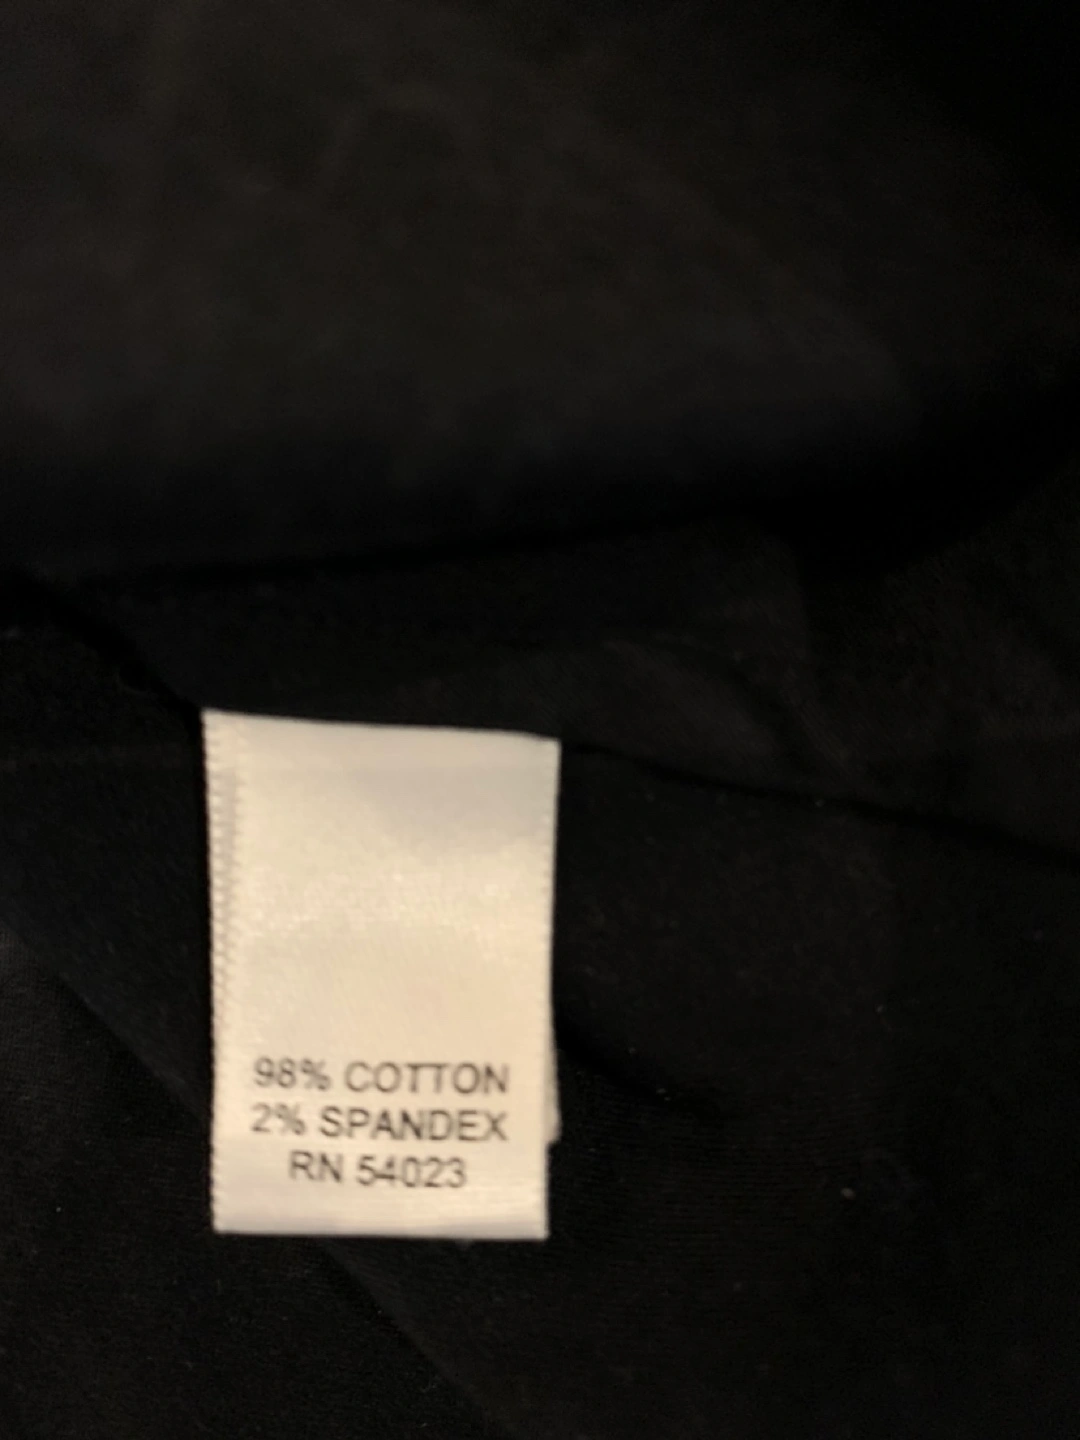 98% COTTON
2% SPANDEX
RN 54023